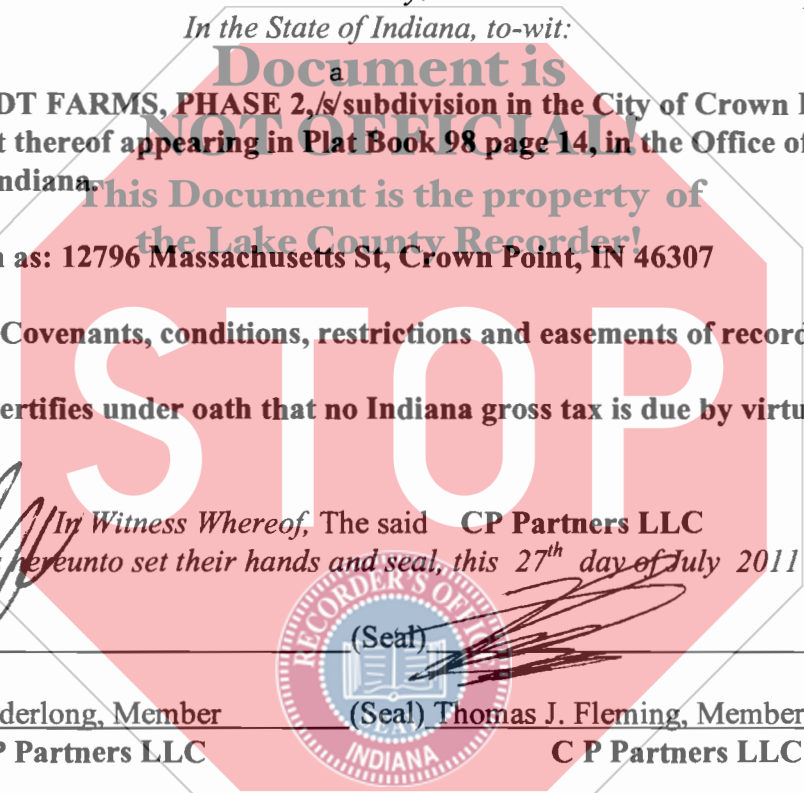 In the State of Indiana, to-wit:
Document is
a
DT FARMS, PHASE 2,/s/subdivision in the City of Crown
NOT OFFICIAL!
t thereof appearing in Plat Book 98 page 14, in the Office of
ndiana.
This Document is the property of
the Lake County Recorder!
as: 12796 Massachusetts St, Crown Point, IN 46307
STOP
Covenants, conditions, restrictions and easements of record
ertifies under oath that no Indiana gross tax is due by virtu
In Witness Whereof, The said CP Partners LLC
hereunto set their hands and seal, this 27th day of July 2011
RECORDER'S OFFICE
(Seal)
SEAL
INDIANA
derlong, Member (Seal) Thomas J. Fleming, Member
P Partners LLC C P Partners LLC